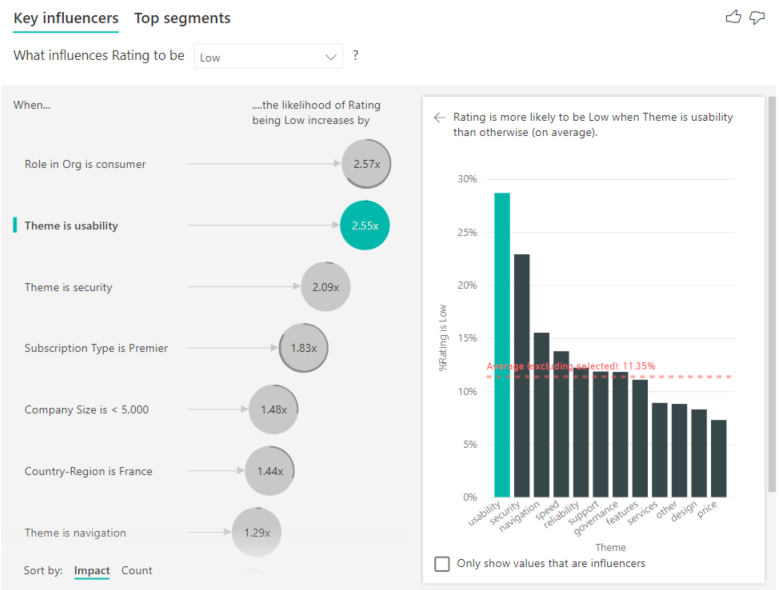 Key influencers Top segments
What influences Rating to be Low ?
When...
....the likelihood of Rating
being Low increases by
Role in Org is consumer 2.57x
Theme is usability 2.55x
Theme is security 2.09x
Subscription Type is Premier 1.83x
Company Size is < 5,000 1.48x
Country-Region is France 1.44x
Theme is navigation 1.29x
Sort by: Impact Count
Rating is more likely to be Low when Theme is usability
than otherwise (on average).
%Rating is Low
30%
25%
20%
15%
Average (excluding selected): 11.35%
10%
5%
0%
usability security navigation speed reliability support governance features services other design price
Theme
Only show values that are influencers